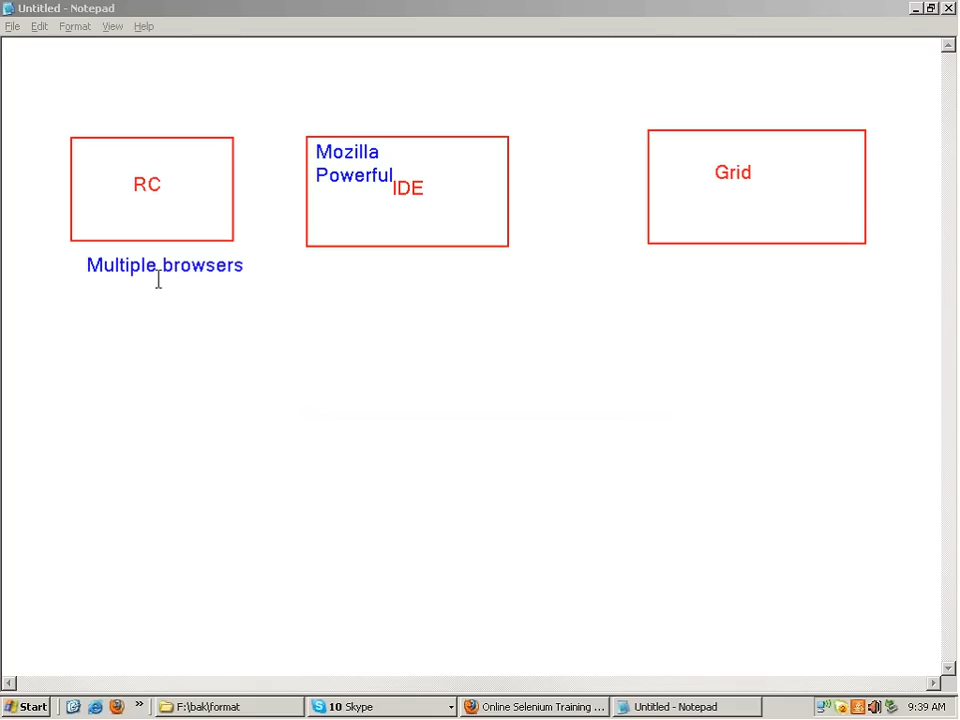 Untitled - Notepad
File Edit Format View Help
RC
Mozilla
Powerful
IDE
Grid
Multiple browsers
Start
»
F:\bak\format
10 Skype
Online Selenium Training ...
Untitled - Notepad
9:39 AM